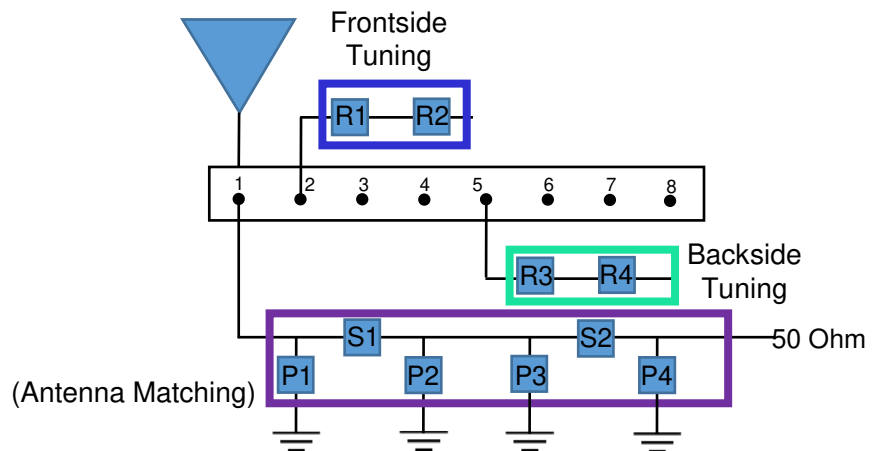 Frontside
Tuning
R1 R2
1 2 3 4 5 6 7 8
R3 R4
Backside
Tuning
S1 S2
50 Ohm
P1 P2 P3 P4
(Antenna Matching)